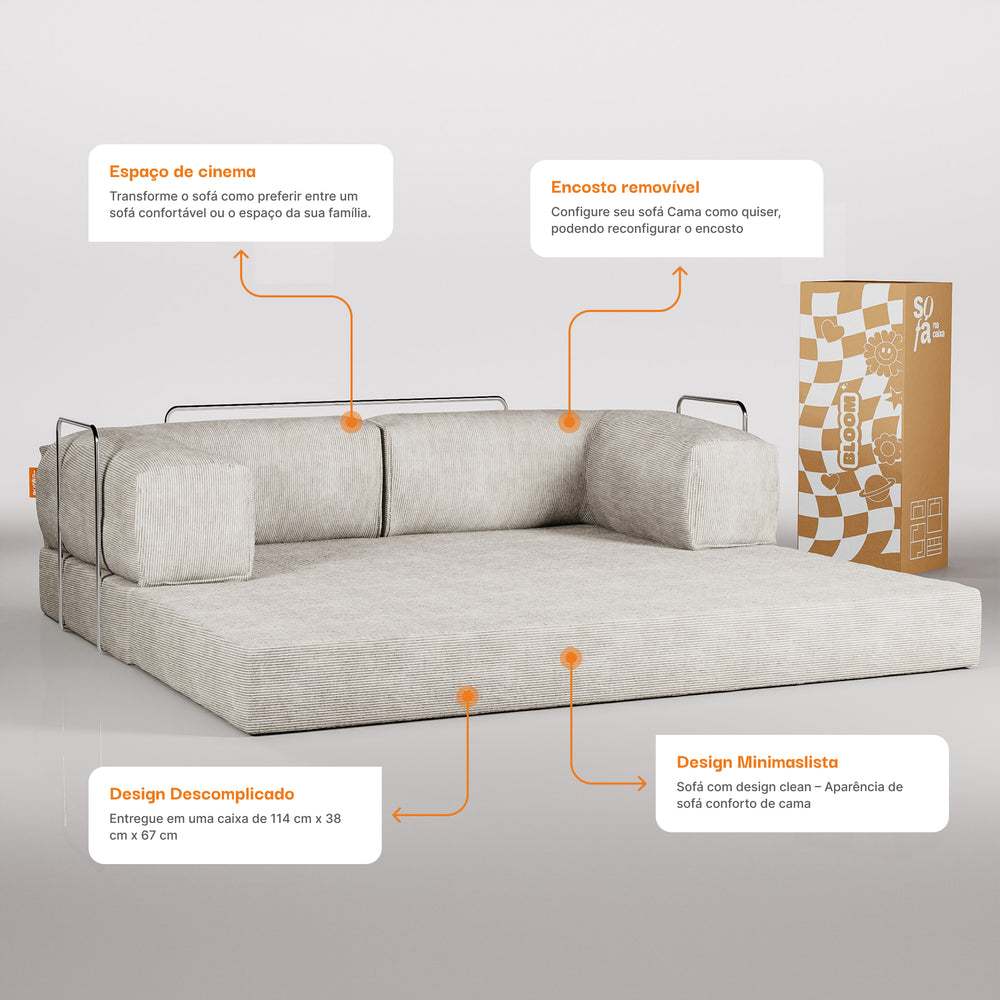 Espaço de cinema
Transforme o sofá como preferir entre um
sofá confortável ou o espaço da sua família.
Encosto removível
Configure seu sofá Cama como quiser,
podendo reconfigurar o encosto
sofá
na
caixa
BLOOM
Design Descomplicado
Entregue em uma caixa de 114 cm x 38
cm x 67 cm
Design Minimaslista
Sofá com design clean – Aparência de
sofá conforto de cama